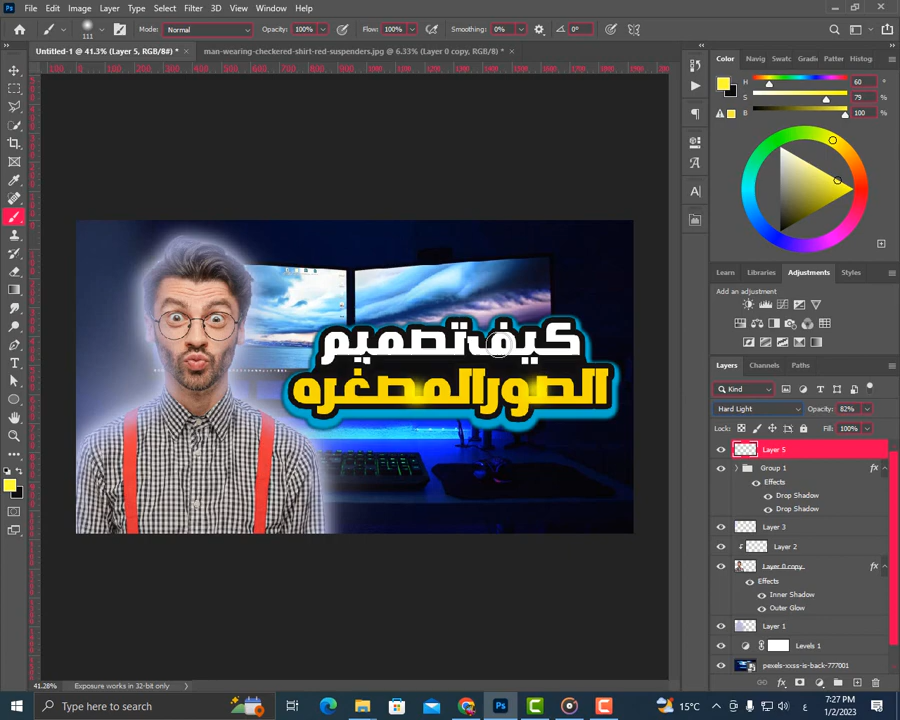 File Edit Image Layer Type Select Filter 3D View Window Help
111 Mode: Normal Opacity: 100% Flow: 100% Smoothing: 0% 0°
Untitled-1 @ 41.3% (Layer 5, RGB/8#) * × man-wearing-checkered-shirt-red-suspenders.jpg @ 6.33% (Layer 0 copy, RGB/8) * ×
Color Navig Swatc Gradi Patter Histog
H 60 °
S 79 %
B 100 %
كيف تصميم
الصور المصغره
Learn Libraries Adjustments Styles
Add an adjustment
Layers Channels Paths
Kind
Hard Light Opacity: 82%
Lock: Fill: 100%
Layer 5
Group 1 fx
Effects
Drop Shadow
Drop Shadow
Layer 3
Layer 2
Layer 0 copy fx
Effects
Inner Shadow
Outer Glow
Layer 1
Levels 1
pexels-xxss-is-back-777001
41.28% Exposure works in 32-bit only
Type here to search
15°C
ع
7:27 PM
1/2/2023